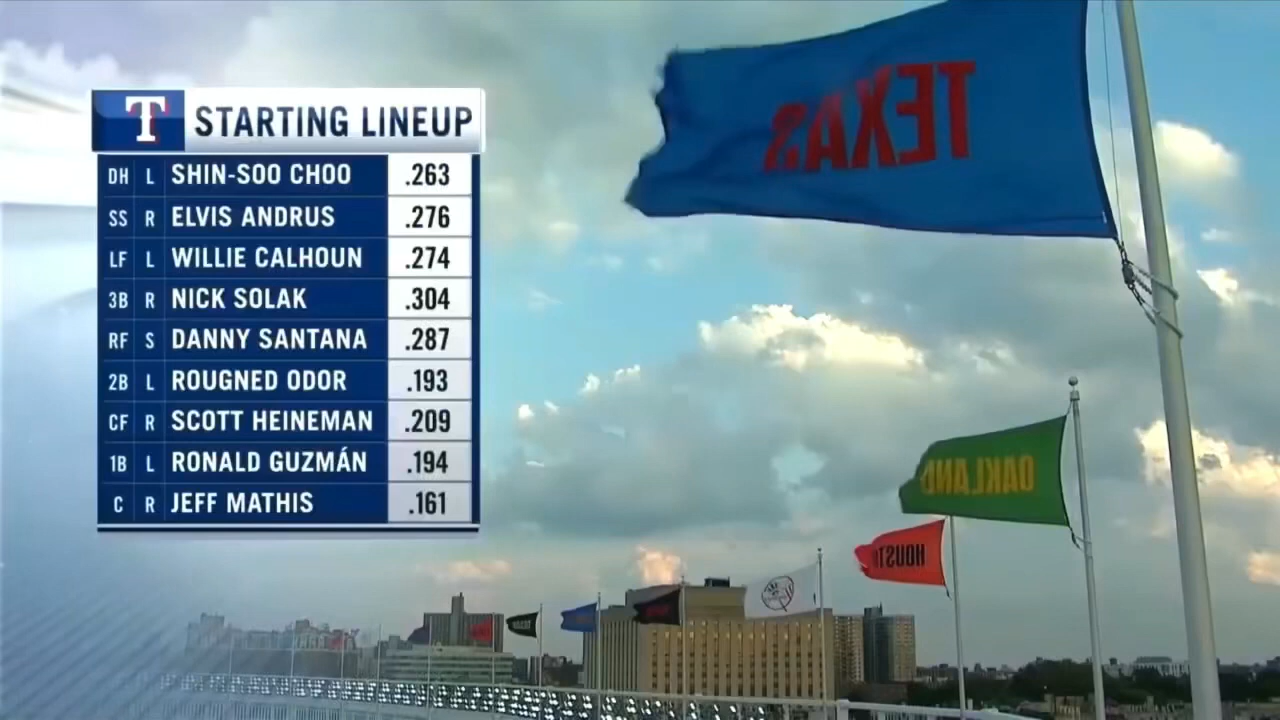 T STARTING LINEUP
DH L SHIN-SOO CHOO .263
SS R ELVIS ANDRUS .276
LF L WILLIE CALHOUN .274
3B R NICK SOLAK .304
RF S DANNY SANTANA .287
2B L ROUGNED ODOR .193
CF R SCOTT HEINEMAN .209
1B L RONALD GUZMÁN .194
C R JEFF MATHIS .161
TEXAS
OAKLAND